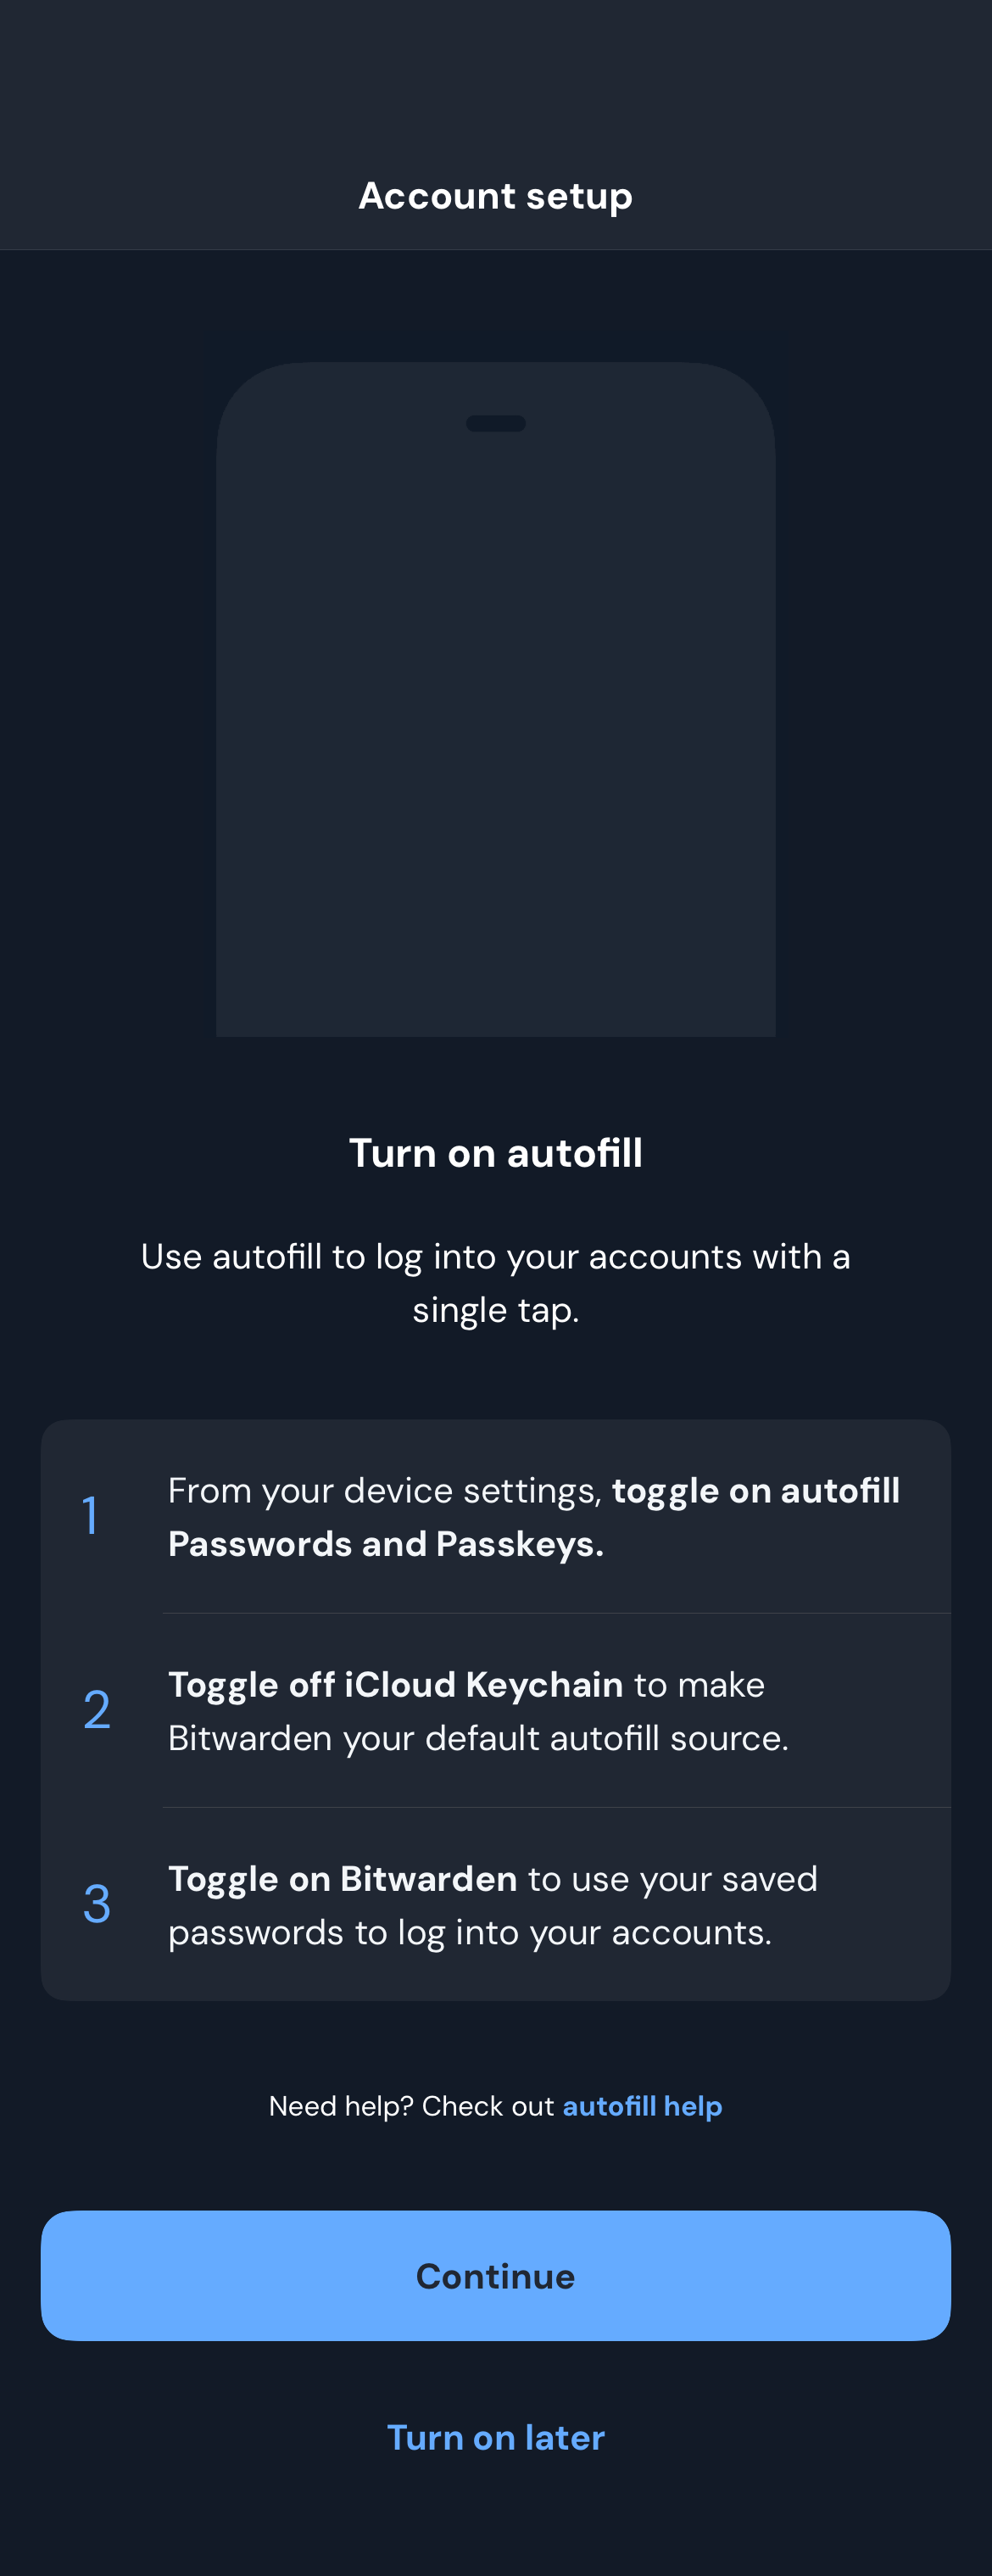 Account setup
Turn on autofill
Use autofill to log into your accounts with a
single tap.
1
From your device settings, toggle on autofill
Passwords and Passkeys.
2
Toggle off iCloud Keychain to make
Bitwarden your default autofill source.
3
Toggle on Bitwarden to use your saved
passwords to log into your accounts.
Need help? Check out autofill help
Continue
Turn on later